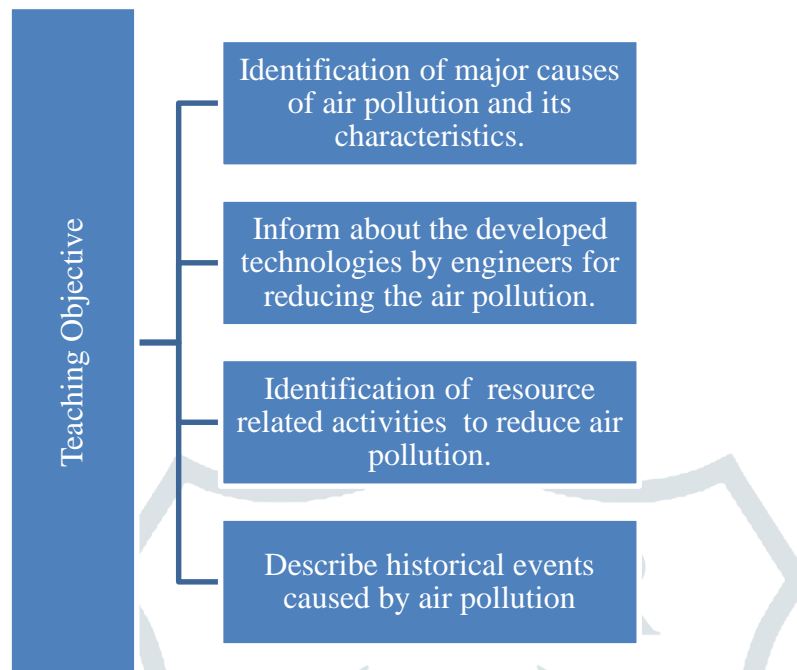 Teaching Objective
Identification of major causes
of air pollution and its
characteristics.
Inform about the developed
technologies by engineers for
reducing the air pollution.
Identification of resource
related activities to reduce air
pollution.
Describe historical events
caused by air pollution